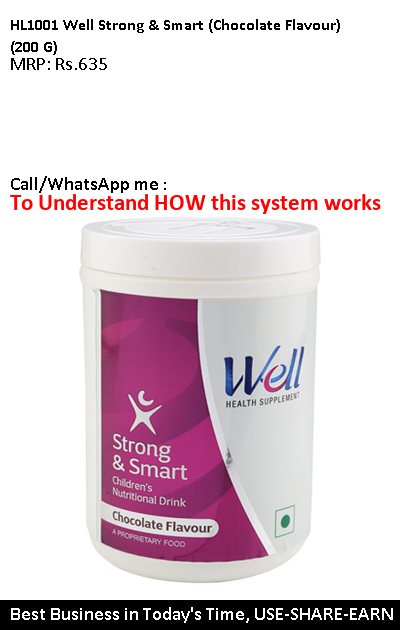 HL1001 Well Strong & Smart (Chocolate Flavour)
(200 G)
MRP: Rs.635
Call/WhatsApp me :
To Understand HOW this system works
Well
HEALTH SUPPLEMENT
Strong
& Smart
Children's
Nutritional Drink
Chocolate Flavour
A PROPRIETARY FOOD
Best Business in Today's Time, USE-SHARE-EARN